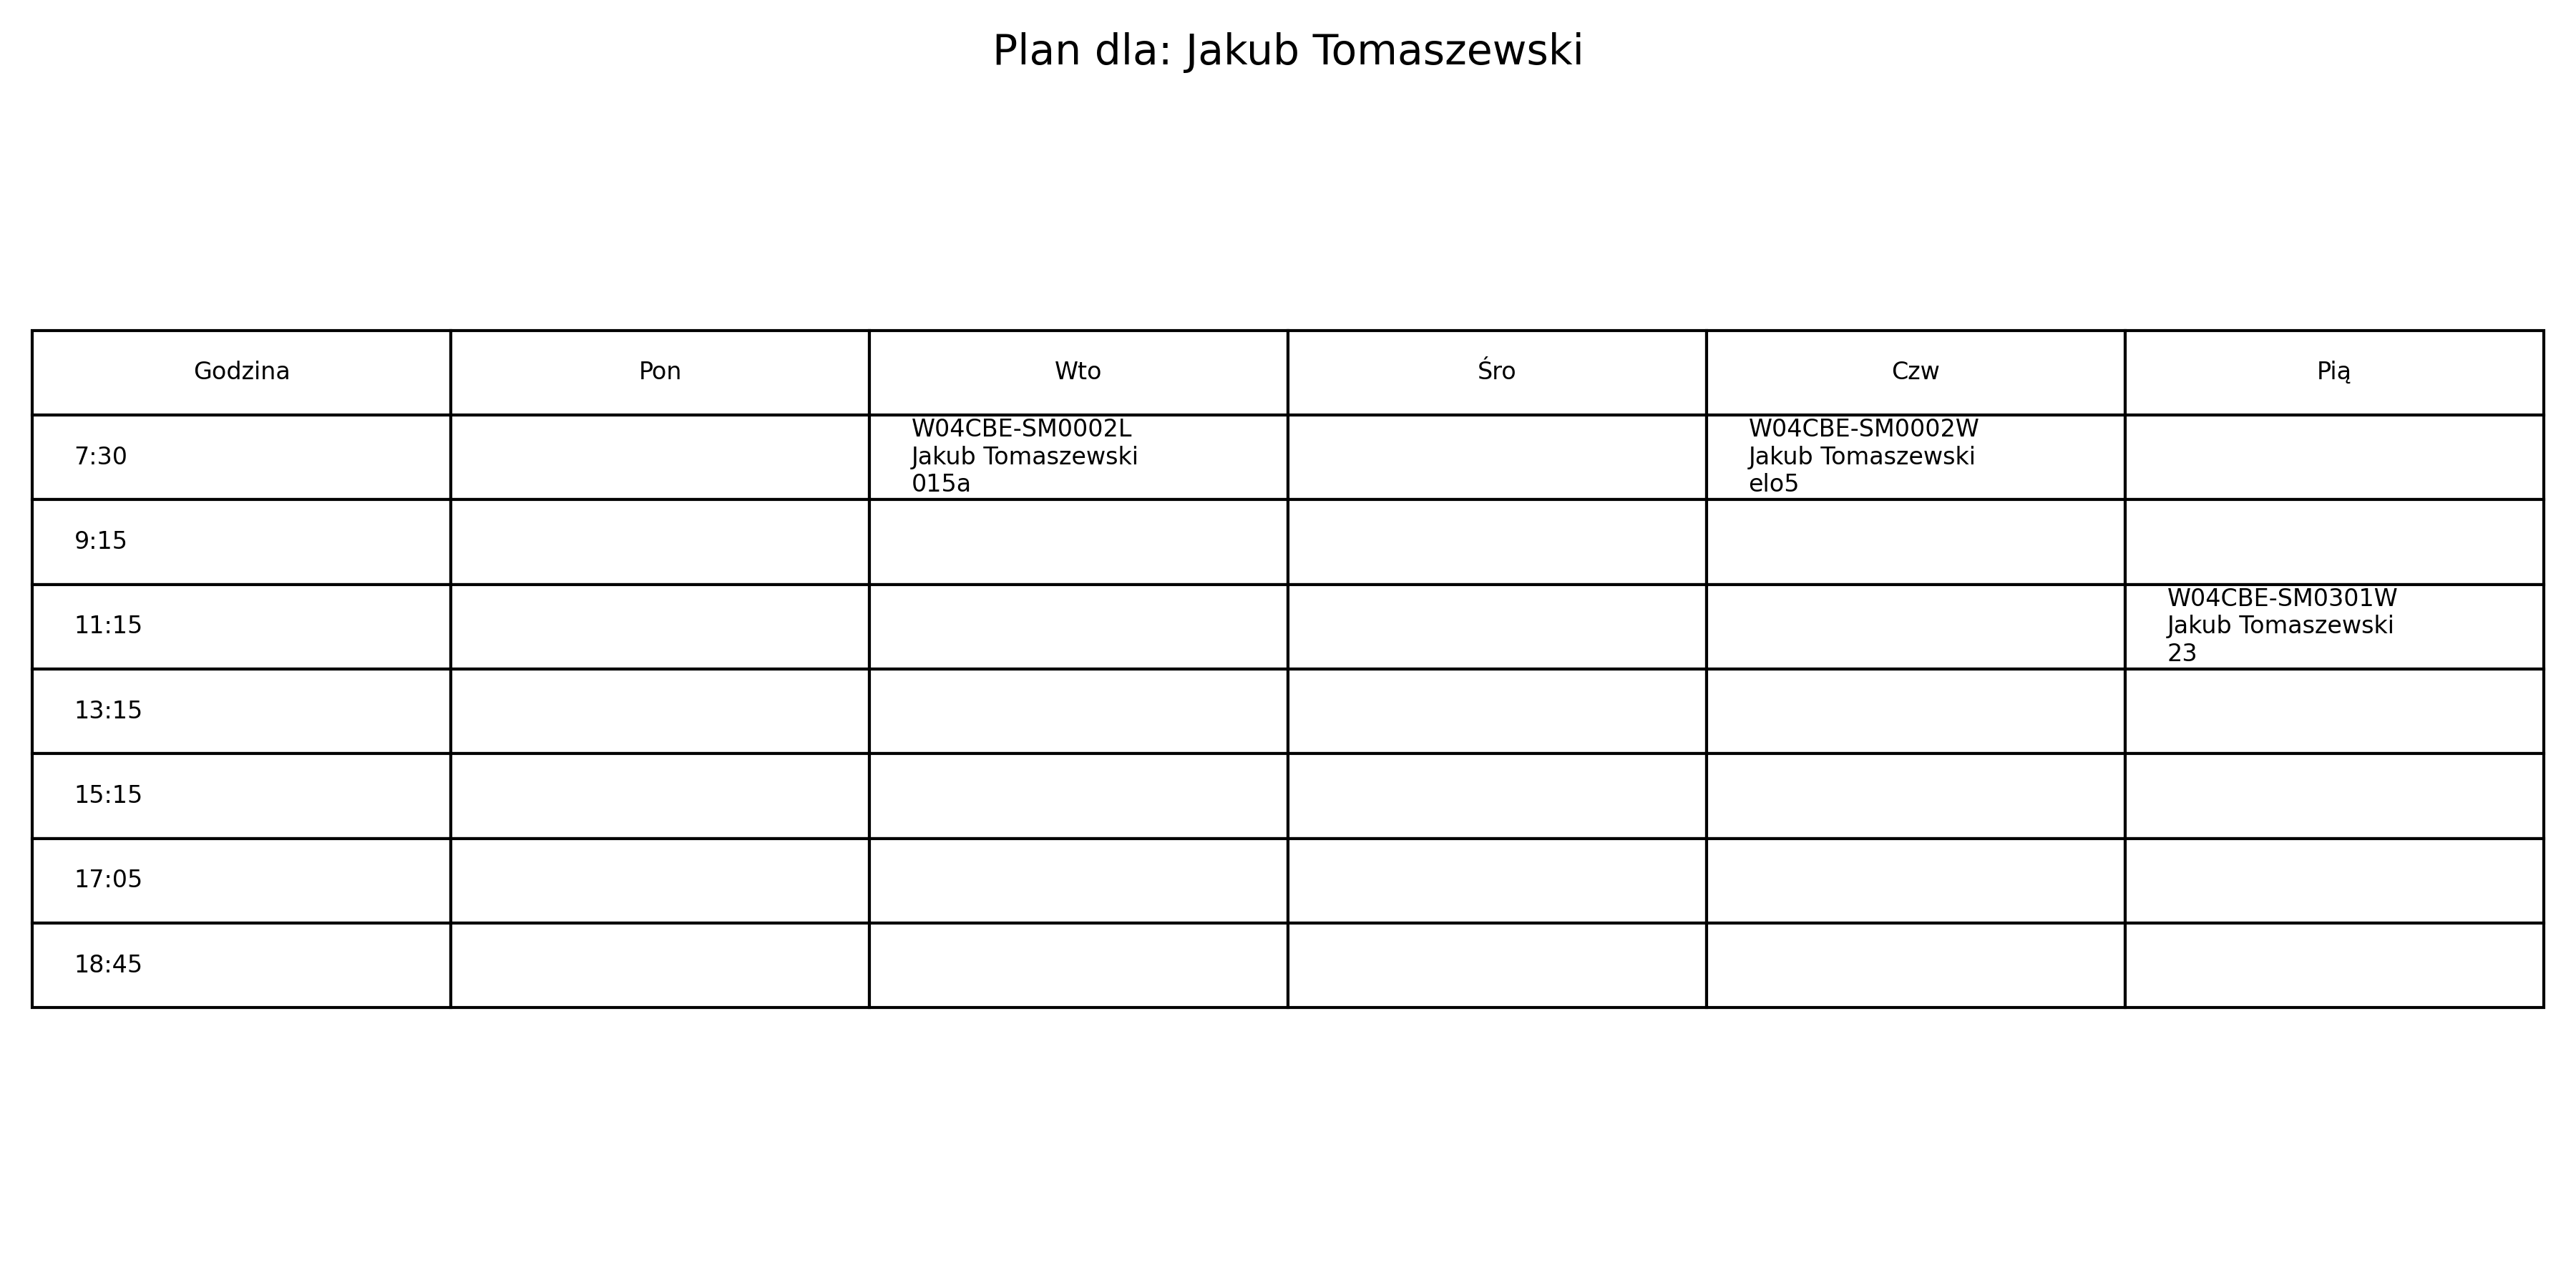 Plan dla: Jakub Tomaszewski
Godzina Pon Wto Śro Czw Pią
7:30
W04CBE-SM0002L
Jakub Tomaszewski
015a
W04CBE-SM0002W
Jakub Tomaszewski
elo5
9:15
11:15
W04CBE-SM0301W
Jakub Tomaszewski
23
13:15
15:15
17:05
18:45